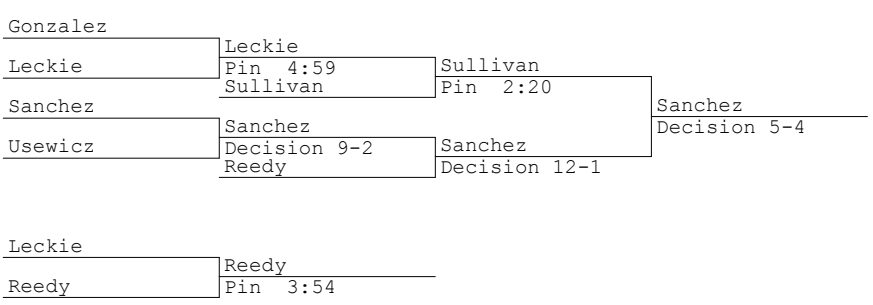 Gonzalez
Leckie
Leckie
Pin 4:59
Sullivan
Sullivan
Pin 2:20
Sanchez
Usewicz
Sanchez
Decision 9-2
Reedy
Sanchez
Decision 12-1
Sanchez
Decision 5-4
Leckie
Reedy
Reedy
Pin 3:54